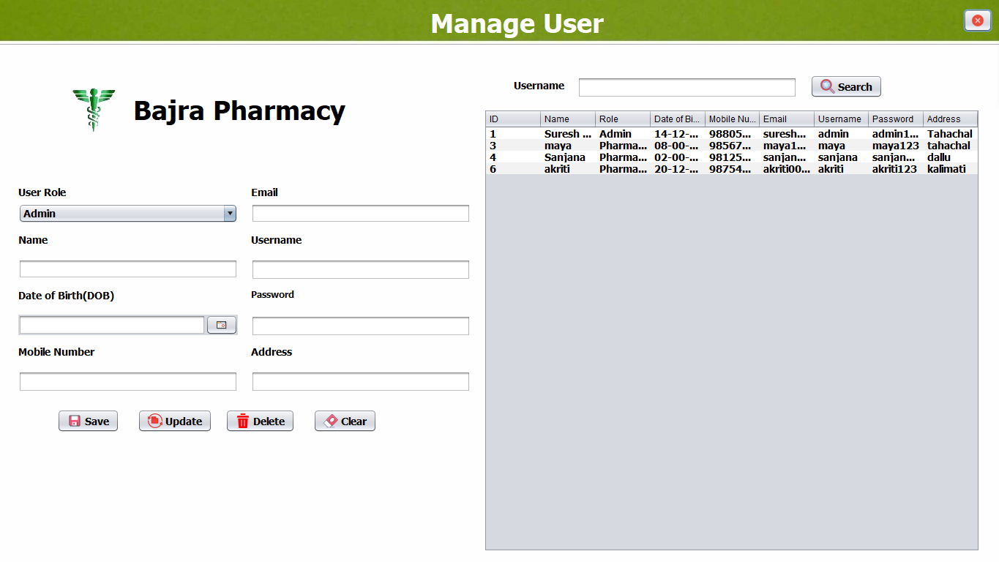 Manage User
Bajra Pharmacy
Username
Search
ID Name Role Date of Bi... Mobile Nu... Email Username Password Address
1 Suresh ... Admin 14-12-... 98805... suresh... admin admin1... Tahachal
3 maya Pharma... 08-00-... 98567... maya1... maya maya123 tahachal
4 Sanjana Pharma... 02-00-... 98125... sanjan... sanjana sanjan... dallu
6 akriti Pharma... 20-12-... 98754... akriti00... akriti akriti123 kalimati
User Role Email
Admin
Name Username
Date of Birth(DOB) Password
Mobile Number Address
Save Update Delete Clear